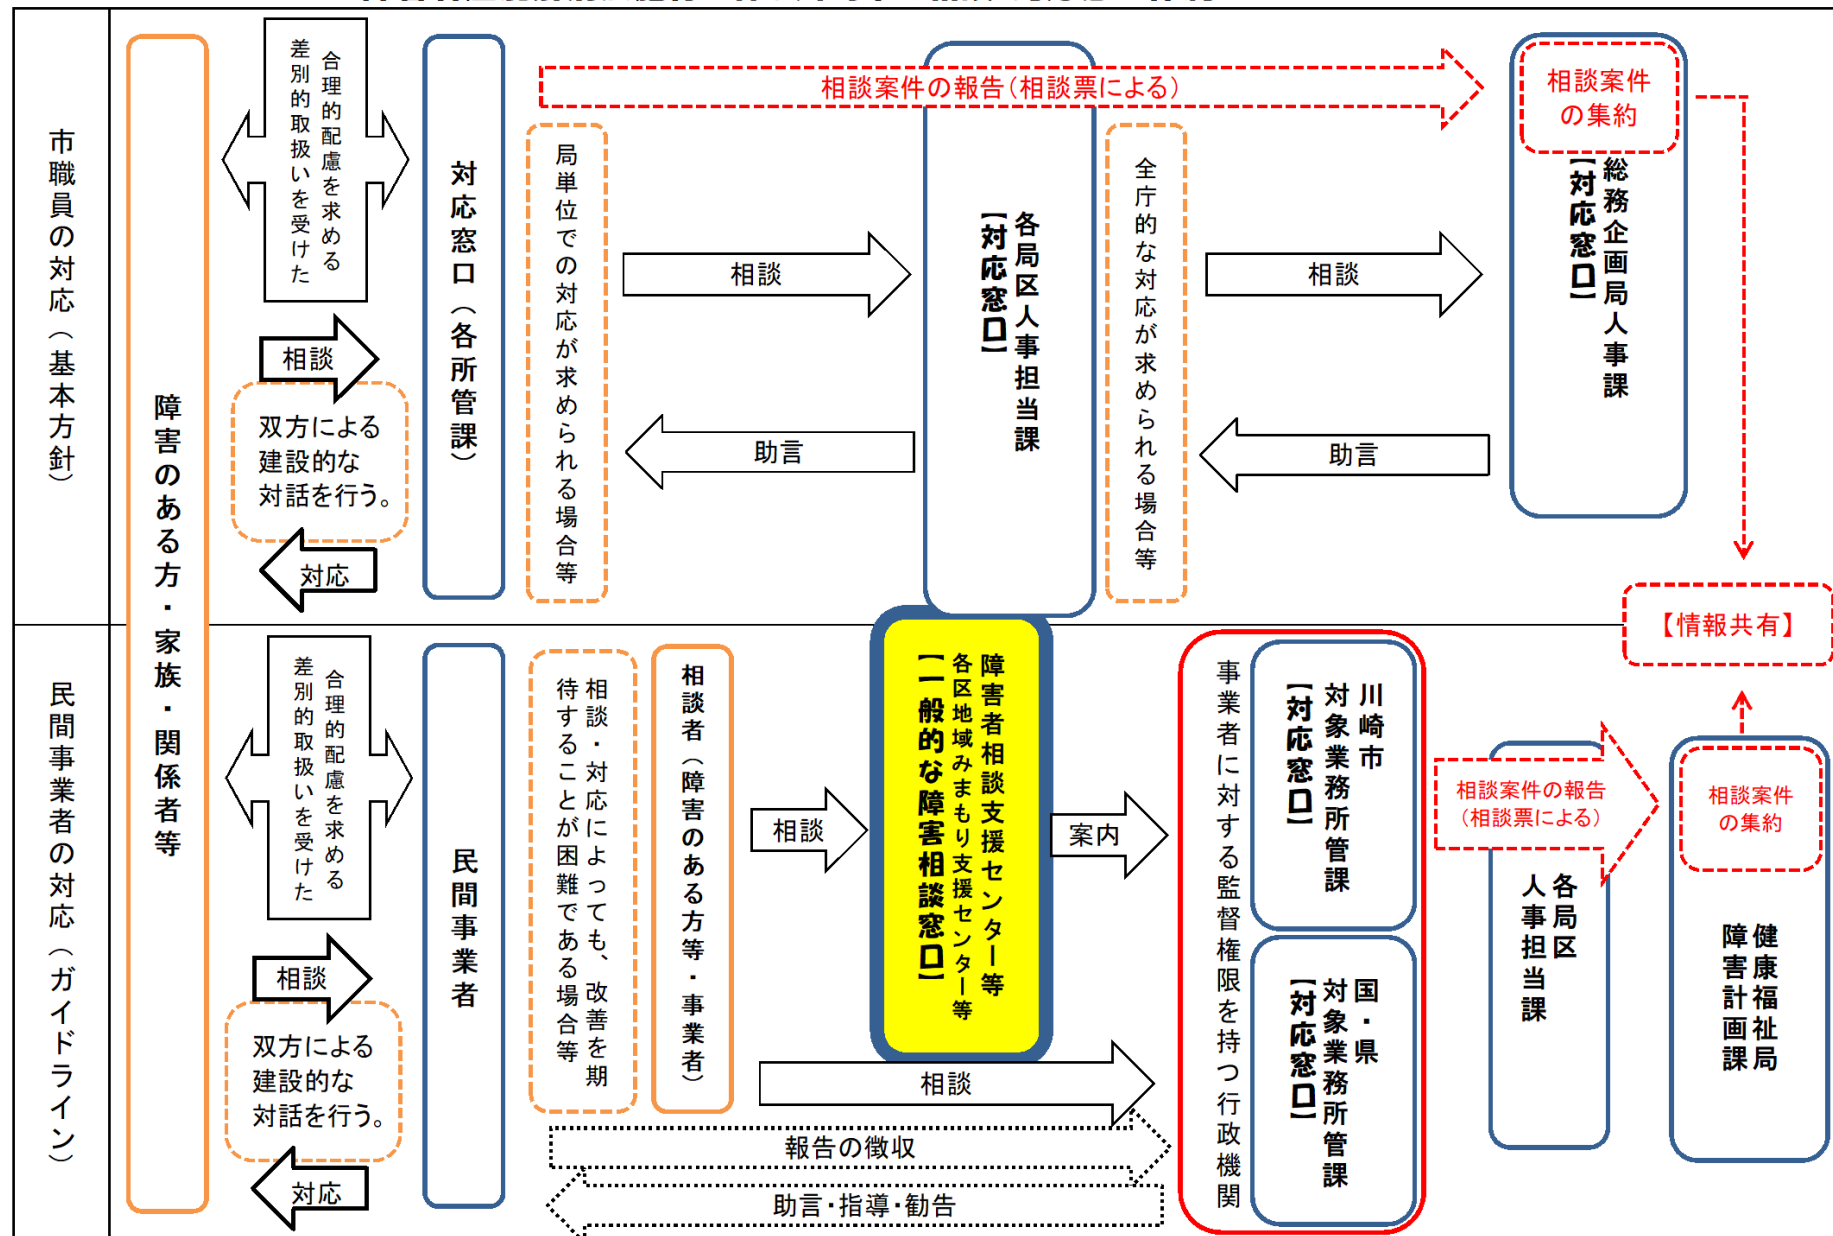 市職員の対応（基本方針）
障害のある方・家族・関係者等
合理的配慮を求める
差別的取扱いを受けた
相談
双方による
建設的な
対話を行う。
対応
対応窓口（各所管課）
相談案件の報告（相談票による）
局単位での対応が求められる場合等
相談
助言
各局区人事担当課
【対応窓口】
全庁的な対応が求められる場合等
相談
助言
相談案件
の集約
総務企画局人事課
【対応窓口】
【情報共有】
民間事業者の対応（ガイドライン）
合理的配慮を求める
差別的取扱いを受けた
相談
双方による
建設的な
対話を行う。
対応
民間事業者
相談・対応によっても、改善を期
待することが困難である場合等
相談者（障害のある方等・事業者）
相談
障害者相談支援センター等
各区地域みまもり支援センター等
【一般的な障害相談窓口】
案内
相談
報告の徴収
助言・指導・勧告
事業者に対する監督権限を持つ行政機関
川崎市
対象業務所管課
【対応窓口】
国・県
対象業務所管課
【対応窓口】
相談案件の報告
（相談票による）
各局区
人事担当課
相談案件
の集約
健康福祉局
障害計画課